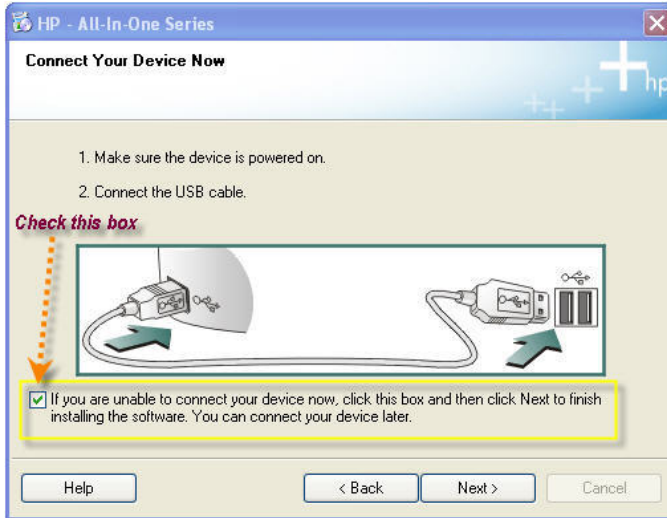 HP - All-In-One Series
Connect Your Device Now
hp
1. Make sure the device is powered on.
2. Connect the USB cable.
Check this box
If you are unable to connect your device now, click this box and then click Next to finish
installing the software. You can connect your device later.
Help
< Back
Next >
Cancel